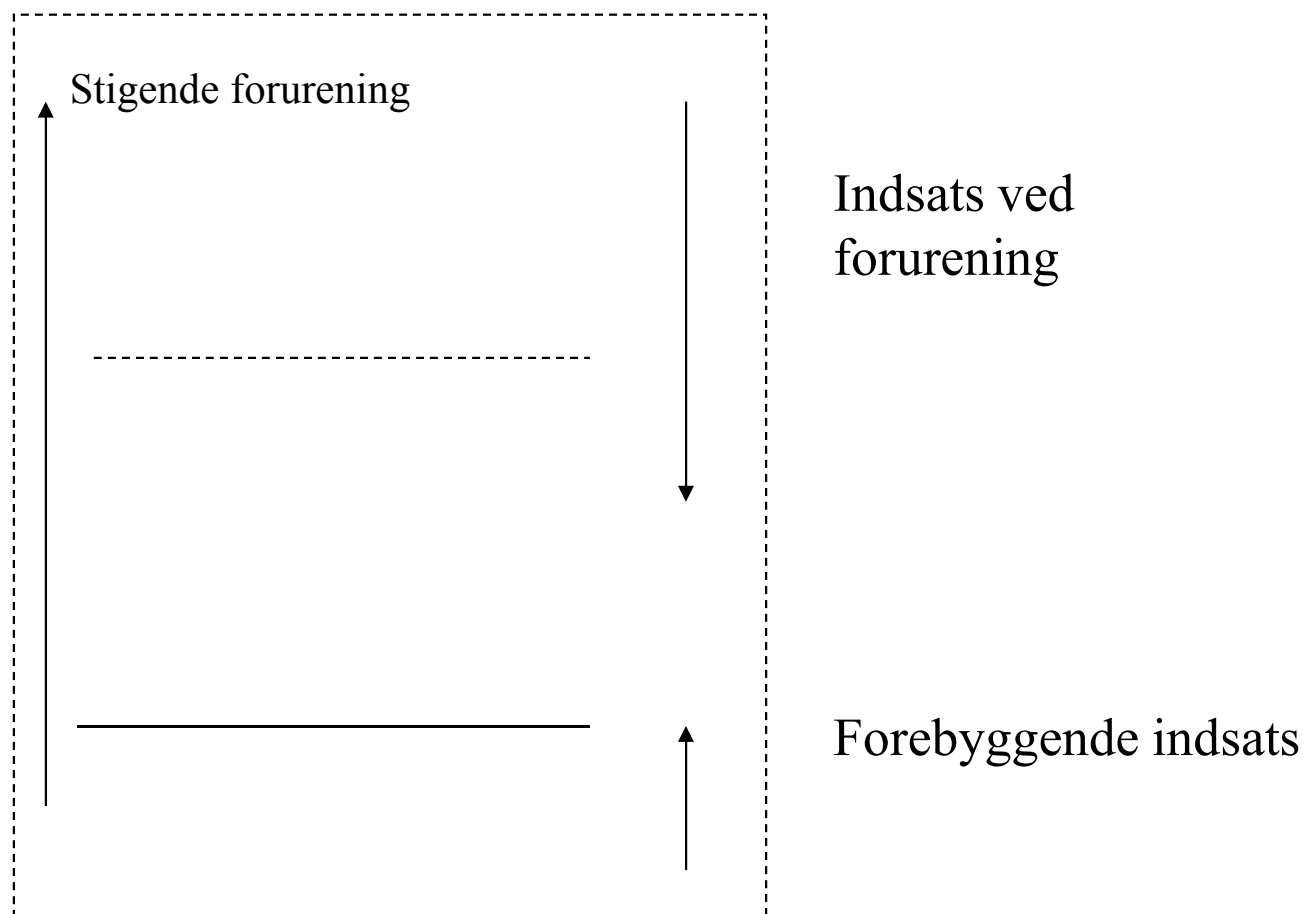 Stigende forurening
Indsats ved
forurening
Forebyggende indsats